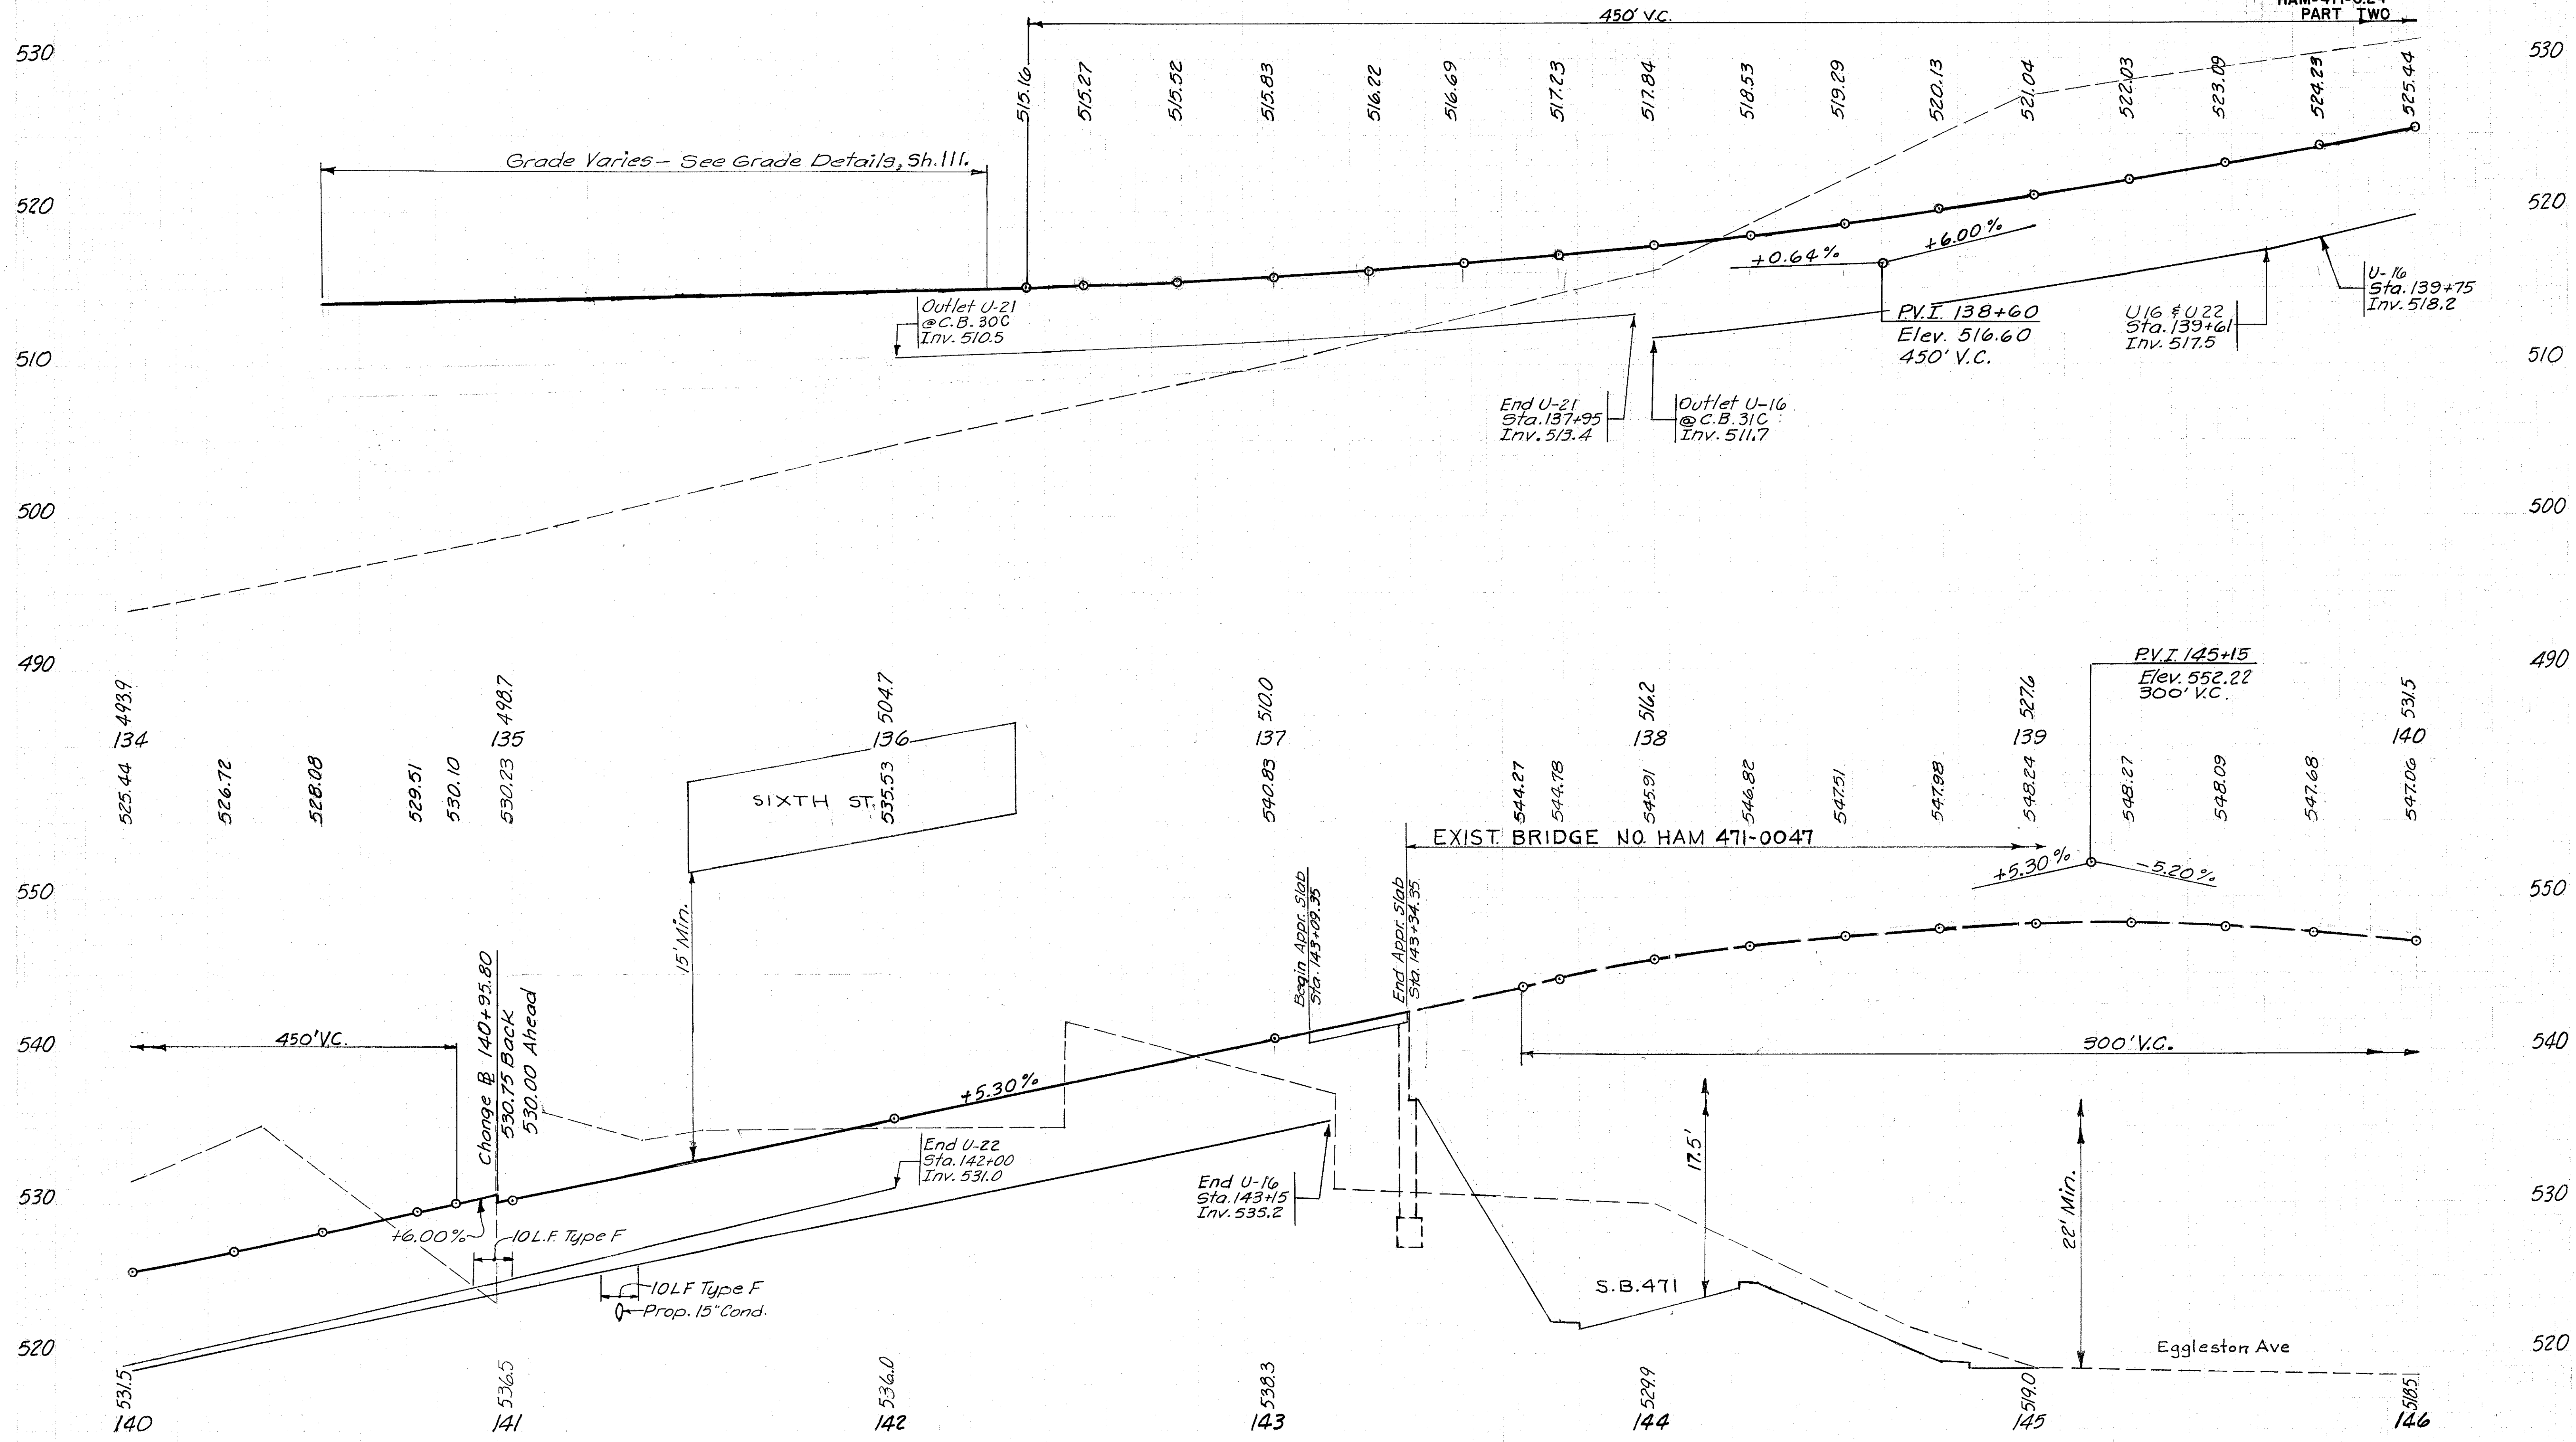 HAM-471-0.24
PART TWO
450' V.C.
530
530
515.16
515.27
515.52
515.83
516.22
516.69
517.23
517.84
518.53
519.29
520.13
521.04
522.03
523.09
524.23
525.44
Grade Varies – See Grade Details, Sh.111.
520
520
+0.64%
+6.00%
Outlet U-21
@ C.B. 30C
Inv. 510.5
P.V.I. 138+60
Elev. 516.60
450' V.C.
U16 & U22
Sta. 139+61
Inv. 517.5
U-16
Sta. 139+75
Inv. 518.2
510
510
End U-21
Sta. 137+95
Inv. 513.4
Outlet U-16
@ C.B. 31C
Inv. 511.7
500
500
490
490
P.V.I. 145+15
Elev. 552.22
300' V.C.
493.9
498.7
504.7
510.0
516.2
527.6
531.5
134
135
136
137
138
139
140
525.44
526.72
528.08
529.51
530.10
530.23
535.53
540.83
544.27
544.78
545.91
546.82
547.51
547.98
548.24
548.27
548.09
547.68
547.06
SIXTH ST.
EXIST. BRIDGE NO. HAM 471-0047
+5.30%
-5.20%
550
550
15' Min.
Begin Appr. Slab
Sta. 143+09.35
End Appr. Slab
Sta. 143+34.35
Change ⅊ 140+95.80
530.75 Back
530.00 Ahead
540
540
450' V.C.
300' V.C.
+5.30%
17.5'
22' Min.
End U-22
Sta. 142+00
Inv. 531.0
End U-16
Sta. 143+15
Inv. 535.2
530
530
+6.00%
10 L.F. Type F
10 LF Type F
Prop. 15" Cond.
S.B. 471
Eggleston Ave
520
520
531.5
536.5
536.0
538.3
529.9
519.0
518.5
140
141
142
143
144
145
146